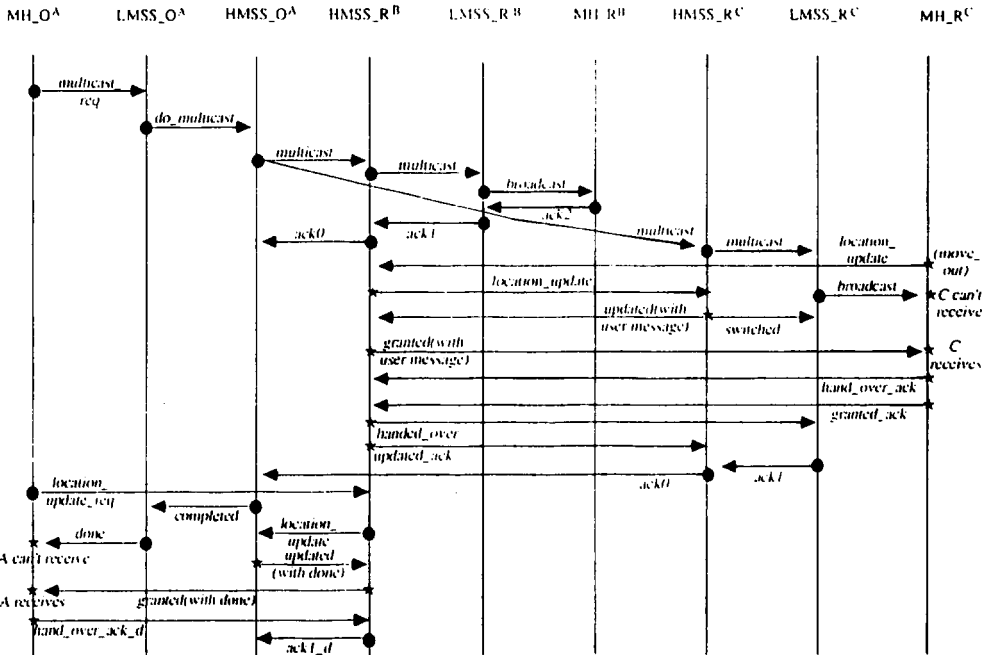 MH_O^A LMSS_O^A HMSS_O^A HMSS_R^B LMSS_R^B MH_R^B HMSS_R^C LMSS_R^C MH_R^C
multicast_
req
do_multicast
multicast
multicast
broadcast
ack2
ack1
ack0
multicast
multicast
location_
update
(move_
out)
location_update
broadcast
C can't
receive
updated(with
user message)
switched
granted(with
user message)
C
receives
hand_over_ack
granted_ack
handed_over
updated_ack
ack1
ack0
location_
update_req
completed
done
A can't receive
location_
update
updated
(with done)
granted(with done)
A receives
hand_over_ack_d
ack1_d